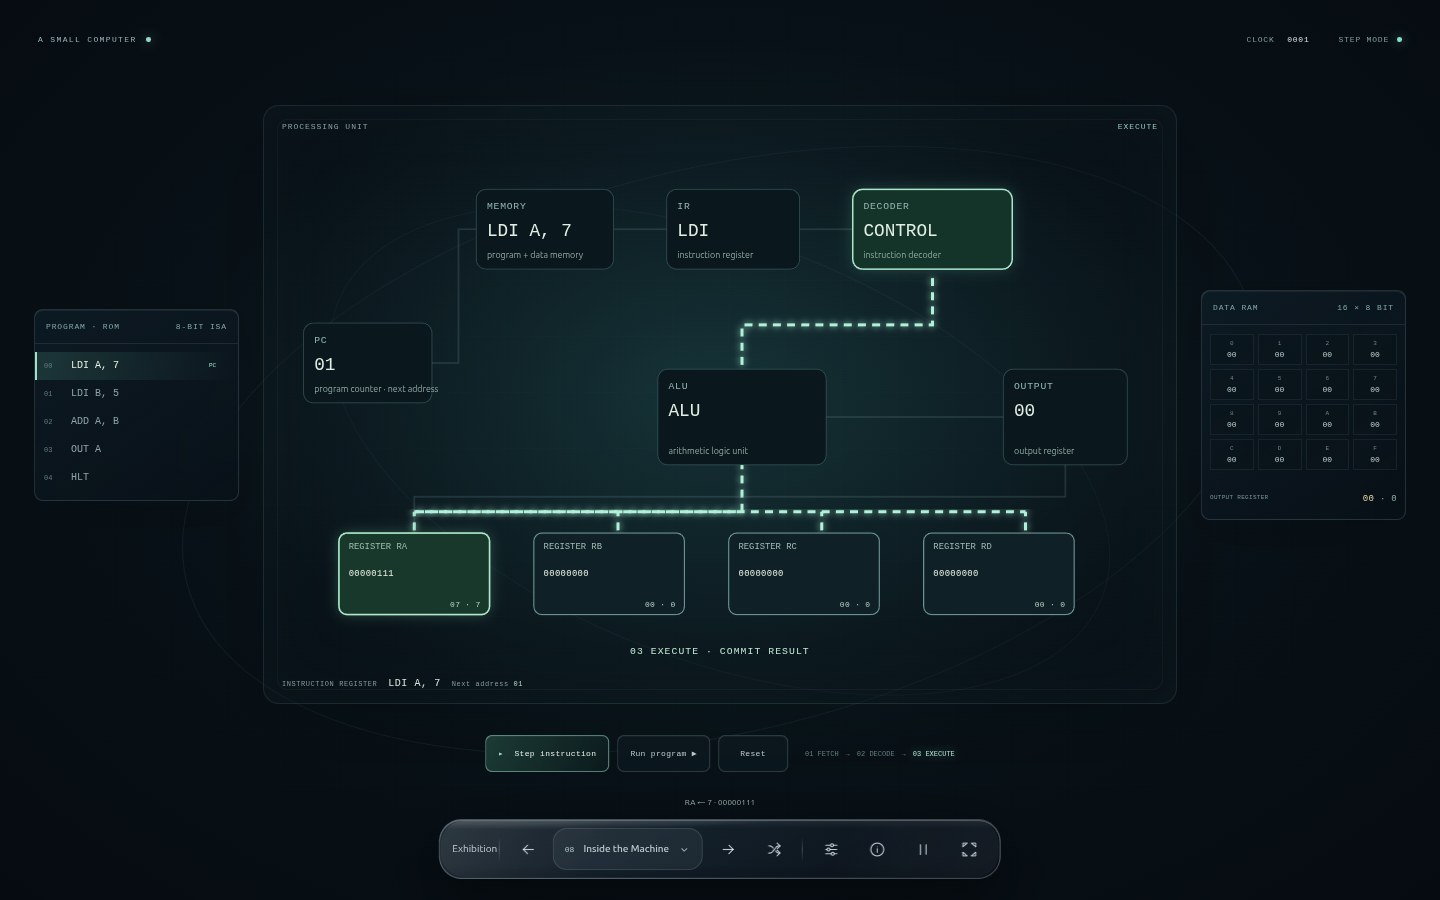 A SMALL COMPUTER
CLOCK 0001 STEP MODE
PROCESSING UNIT
EXECUTE
MEMORY
LDI A, 7
program + data memory
IR
LDI
instruction register
DECODER
CONTROL
instruction decoder
PC
01
program counter · next address
ALU
ALU
arithmetic logic unit
OUTPUT
00
output register
PROGRAM · ROM 8-BIT ISA
00 LDI A, 7 PC
01 LDI B, 5
02 ADD A, B
03 OUT A
04 HLT
DATA RAM 16 × 8 BIT
0 1 2 3
00 00 00 00
4 5 6 7
00 00 00 00
8 9 A B
00 00 00 00
C D E F
00 00 00 00
OUTPUT REGISTER 00 · 0
REGISTER RA
00000111
07 · 7
REGISTER RB
00000000
00 · 0
REGISTER RC
00000000
00 · 0
REGISTER RD
00000000
00 · 0
03 EXECUTE · COMMIT RESULT
INSTRUCTION REGISTER LDI A, 7 Next address 01
▸ Step instruction
Run program ▶
Reset
01 FETCH → 02 DECODE → 03 EXECUTE
RA ← 7 · 00000111
Exhibition
08 Inside the Machine